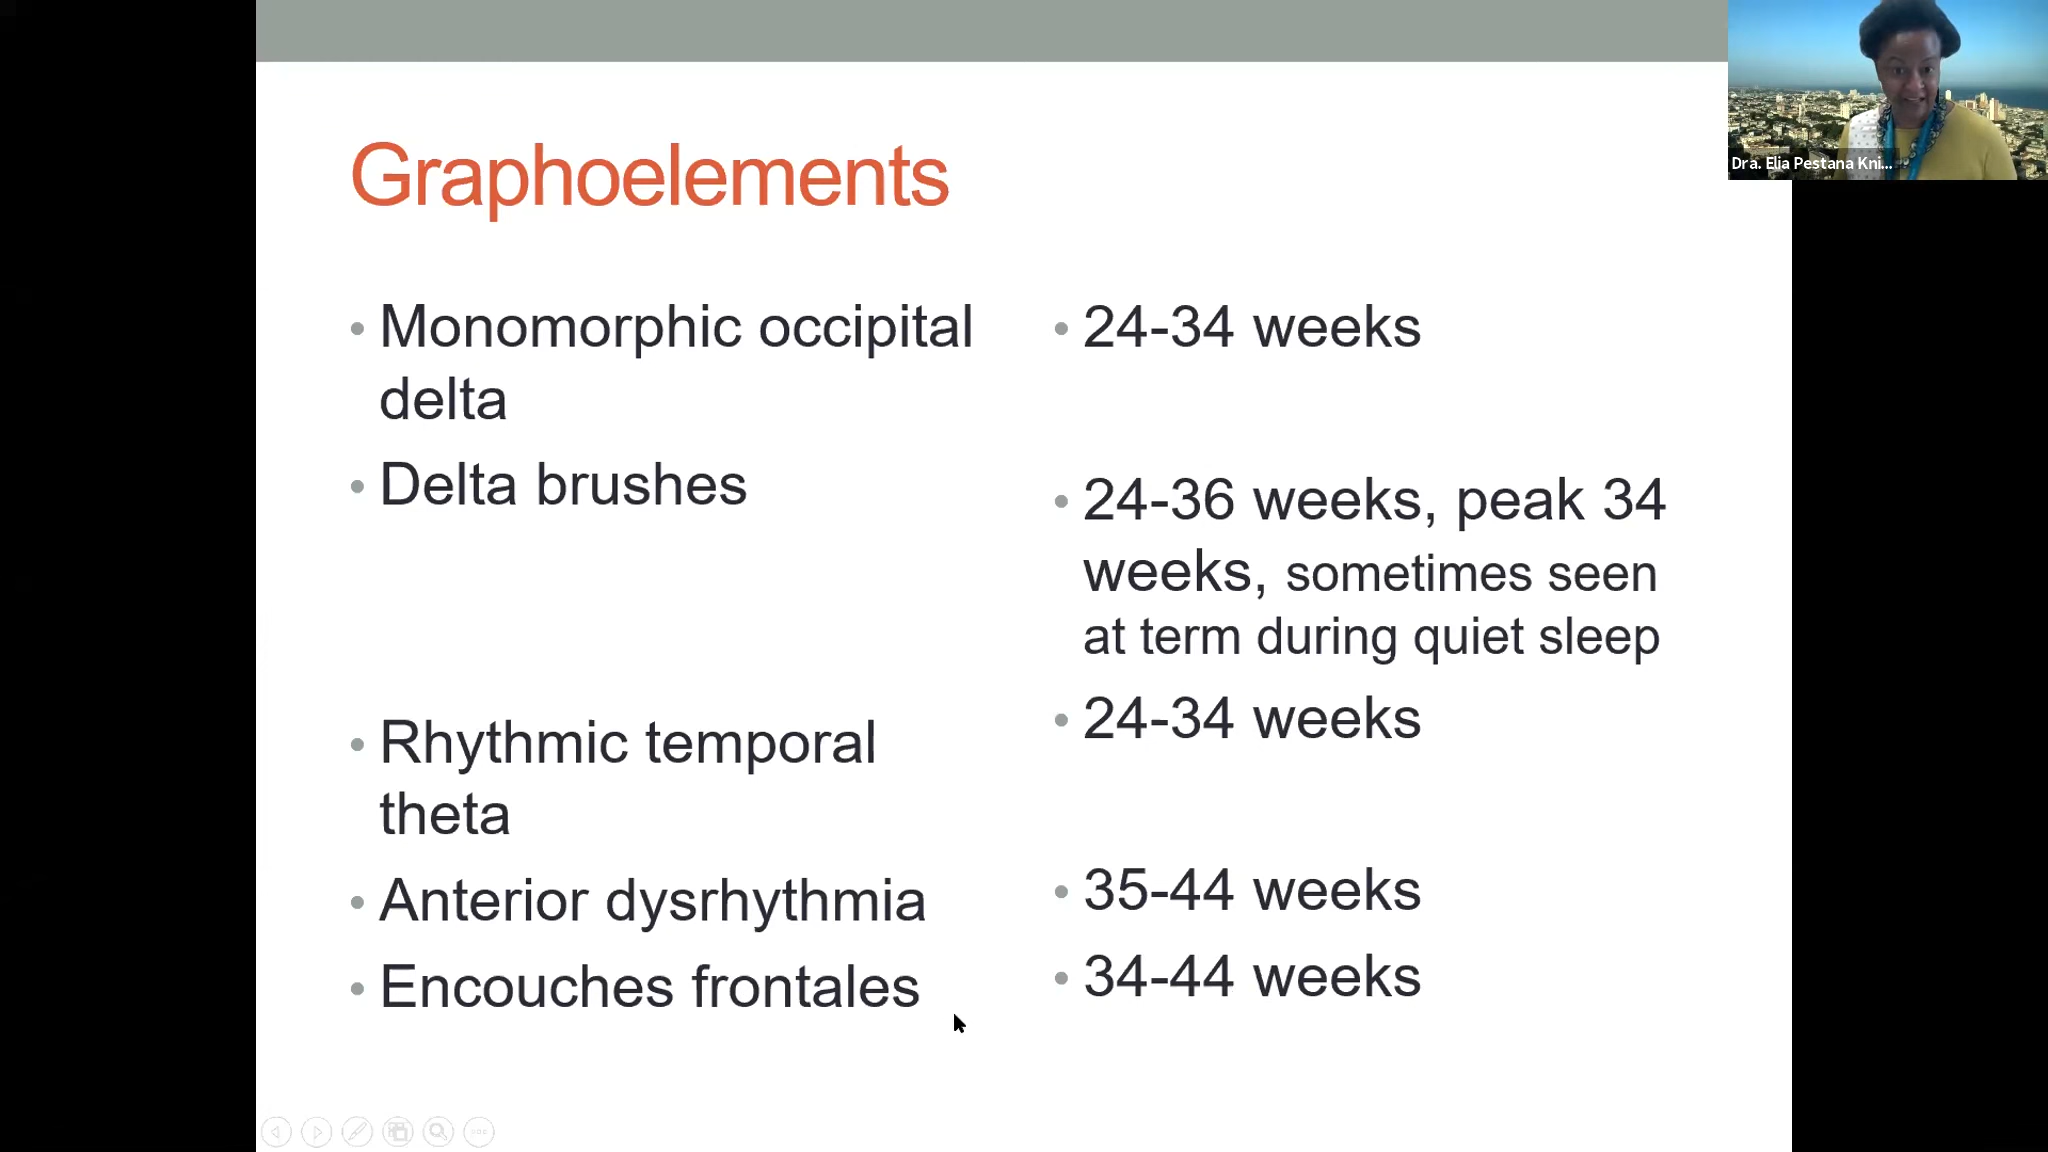 Graphoelements
• Monomorphic occipital
delta
• Delta brushes
• Rhythmic temporal
theta
• Anterior dysrhythmia
• Encouches frontales
• 24-34 weeks
• 24-36 weeks, peak 34
weeks, sometimes seen
at term during quiet sleep
• 24-34 weeks
• 35-44 weeks
• 34-44 weeks
Dra. Elia Pestana Kni...